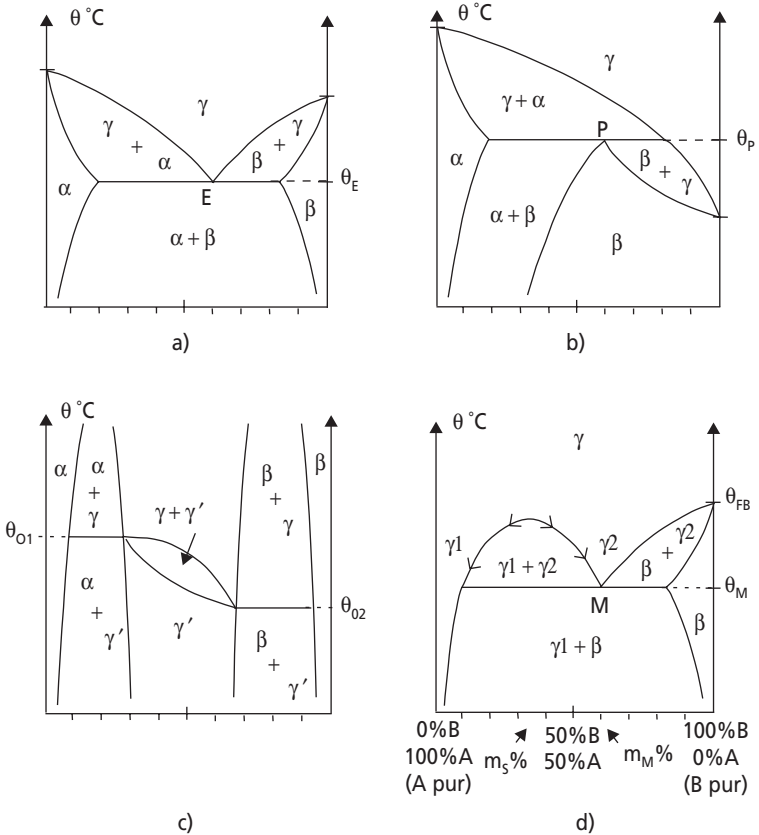 θ °C
γ
γ
+
α
β
+
γ
α
E
θE
β
α + β
a)
θ °C
γ
γ + α
P
θP
α
β
+
γ
α + β
β
b)
θ °C
α
α
+
γ
γ + γ′
β
+
γ
β
θO1
α
+
γ′
γ′
θ02
β
+
γ′
c)
θ °C
γ
θFB
γ1
γ1 + γ2
γ2
β + γ2
θM
M
β
γ1 + β
0%B
100%A
(A pur)
mS%
50%B
50%A
mM%
100%B
0%A
(B pur)
d)